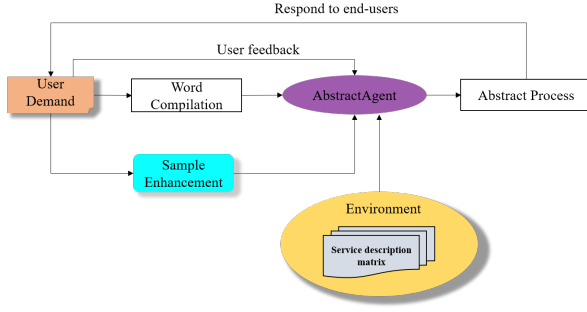 Respond to end-users
User feedback
User
Demand
Word
Compilation
AbstractAgent
Abstract Process
Sample
Enhancement
Environment
Service description
matrix